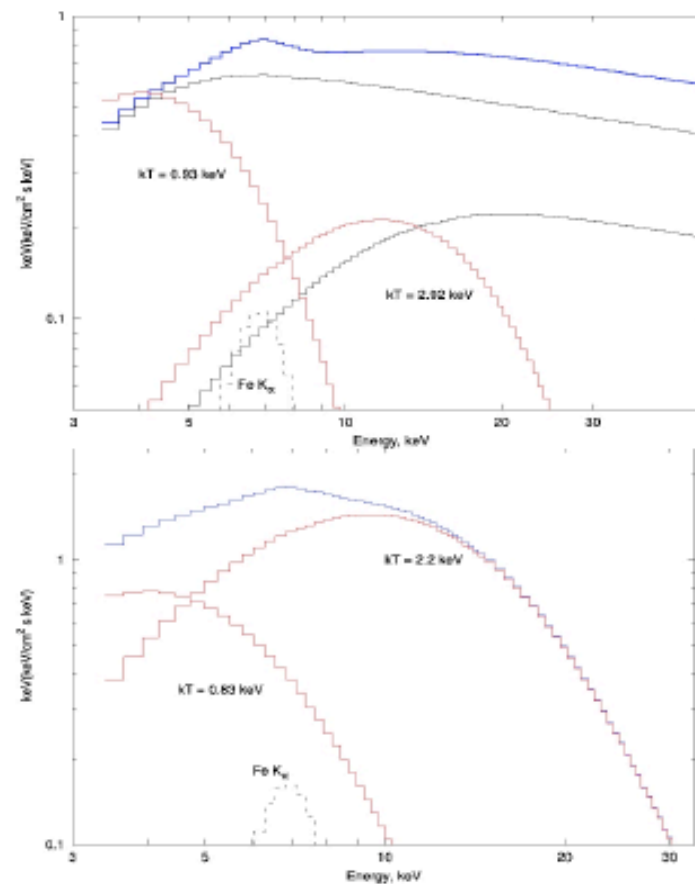 1
keV(keV/cm² s keV)
kT = 0.93 keV
kT = 2.92 keV
0.1
Fe Kα
3
5
10
20
30
Energy, keV
keV(keV/cm² s keV)
1
kT = 2.2 keV
kT = 0.83 keV
Fe Kα
0.1
3
5
10
20
30
Energy, keV